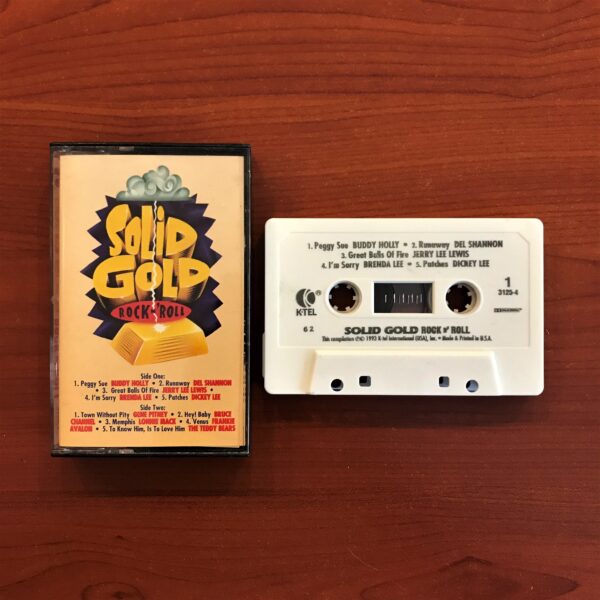 SOLID
GOLD
ROCK n' ROLL
Side One:
1. Peggy Sue BUDDY HOLLY • 2. Runaway DEL SHANNON
• 3. Great Balls Of Fire JERRY LEE LEWIS •
4. I'm Sorry BRENDA LEE • 5. Patches DICKEY LEE
Side Two:
1. Town Without Pity GENE PITNEY • 2. Hey! Baby BRUCE
CHANNEL • 3. Memphis LONNIE MACK • 4. Venus FRANKIE
AVALON • 5. To Know Him, Is To Love Him THE TEDDY BEARS
1. Peggy Sue BUDDY HOLLY • 2. Runaway DEL SHANNON
3. Great Balls Of Fire JERRY LEE LEWIS
4. I'm Sorry BRENDA LEE • 5. Patches DICKEY LEE
1
3125-4
K
K-TEL
62
SOLID GOLD ROCK n' ROLL
This compilation ℗© 1993 K-tel International (USA), Inc. • Made & Printed in U.S.A.